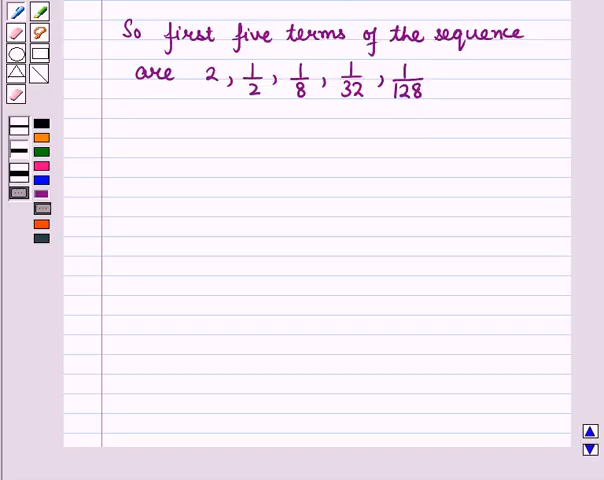 So first five terms of the sequence
are 2, 1/2, 1/8, 1/32, 1/128